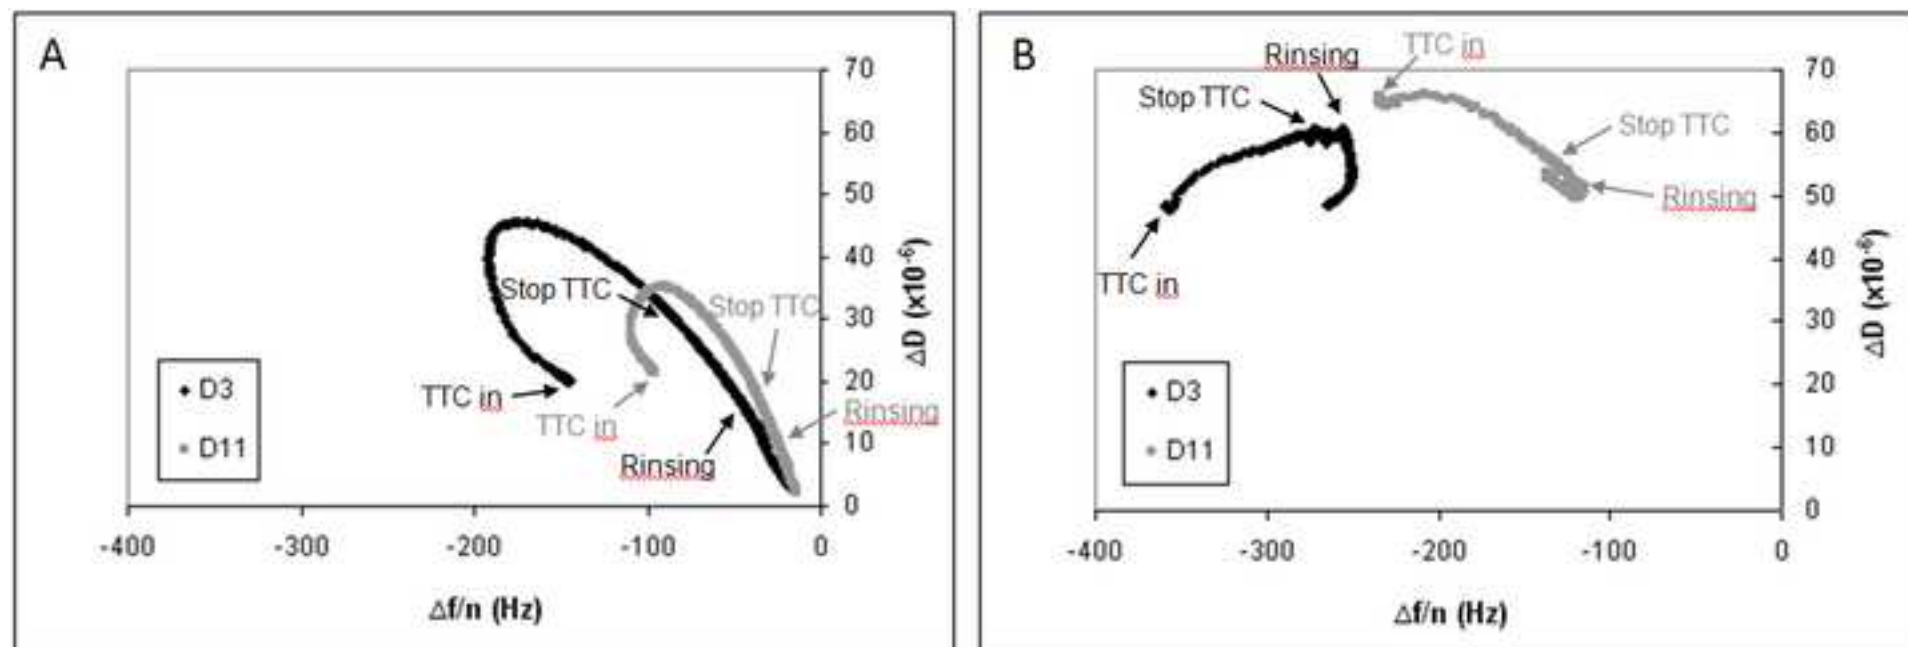 A
70
60
50
40
30
20
10
0
ΔD (x10⁻⁶)
Stop TTC
Stop TTC
TTC in
TTC in
Rinsing
Rinsing
D3
D11
-400 -300 -200 -100 0
Δf/n (Hz)
B
Rinsing
TTC in
Stop TTC
Stop TTC
Rinsing
TTC in
70
60
50
40
30
20
10
0
ΔD (x10⁻⁶)
D3
D11
-400 -300 -200 -100 0
Δf/n (Hz)